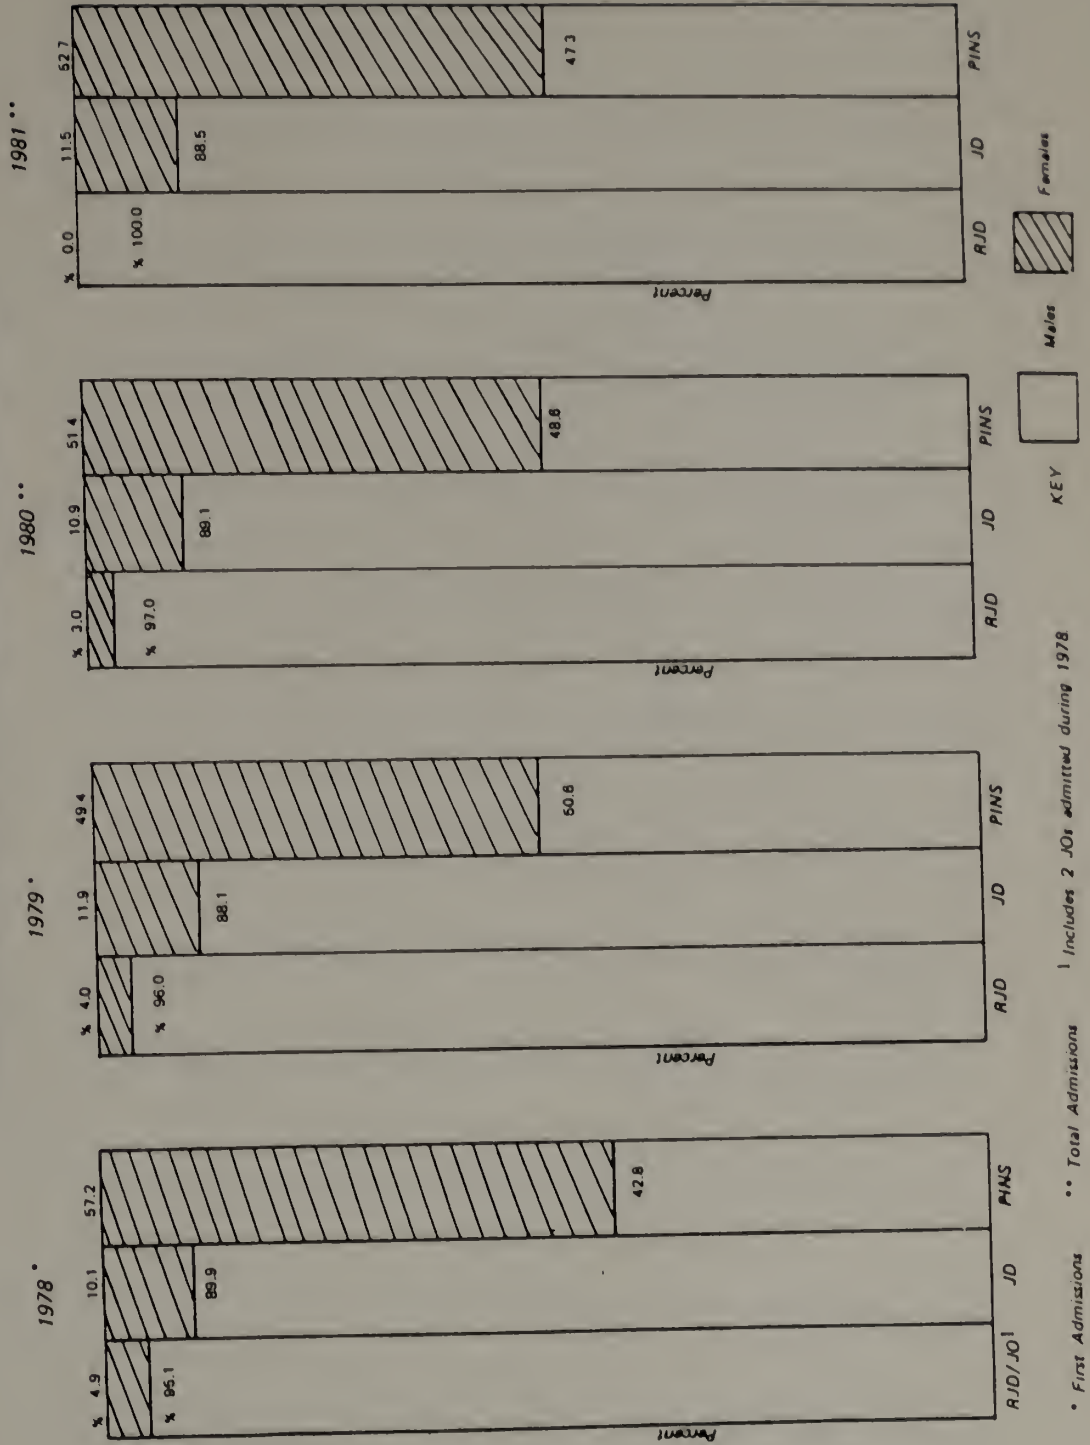 1978*
% 4.9 10.1 57.2
% 95.1 89.9 42.8
Percent
RJD/JO1 JD PINS
1979*
% 4.0 11.9 49.4
% 96.0 88.1 50.6
Percent
RJD JD PINS
1980**
% 3.0 10.9 51.4
% 97.0 89.1 48.6
Percent
RJD JD PINS
1981**
% 0.0 11.5 52.7
% 100.0 88.5 47.3
Percent
RJD JD PINS
KEY Males Females
* First Admissions ** Total Admissions 1 Includes 2 JOs admitted during 1978.